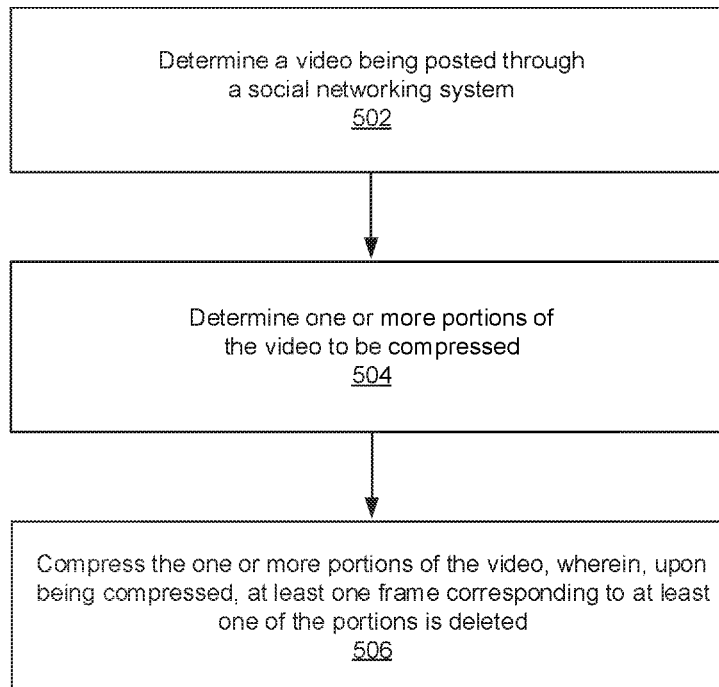 Determine a video being posted through
a social networking system
502
Determine one or more portions of
the video to be compressed
504
Compress the one or more portions of the video, wherein, upon
being compressed, at least one frame corresponding to at least
one of the portions is deleted
506